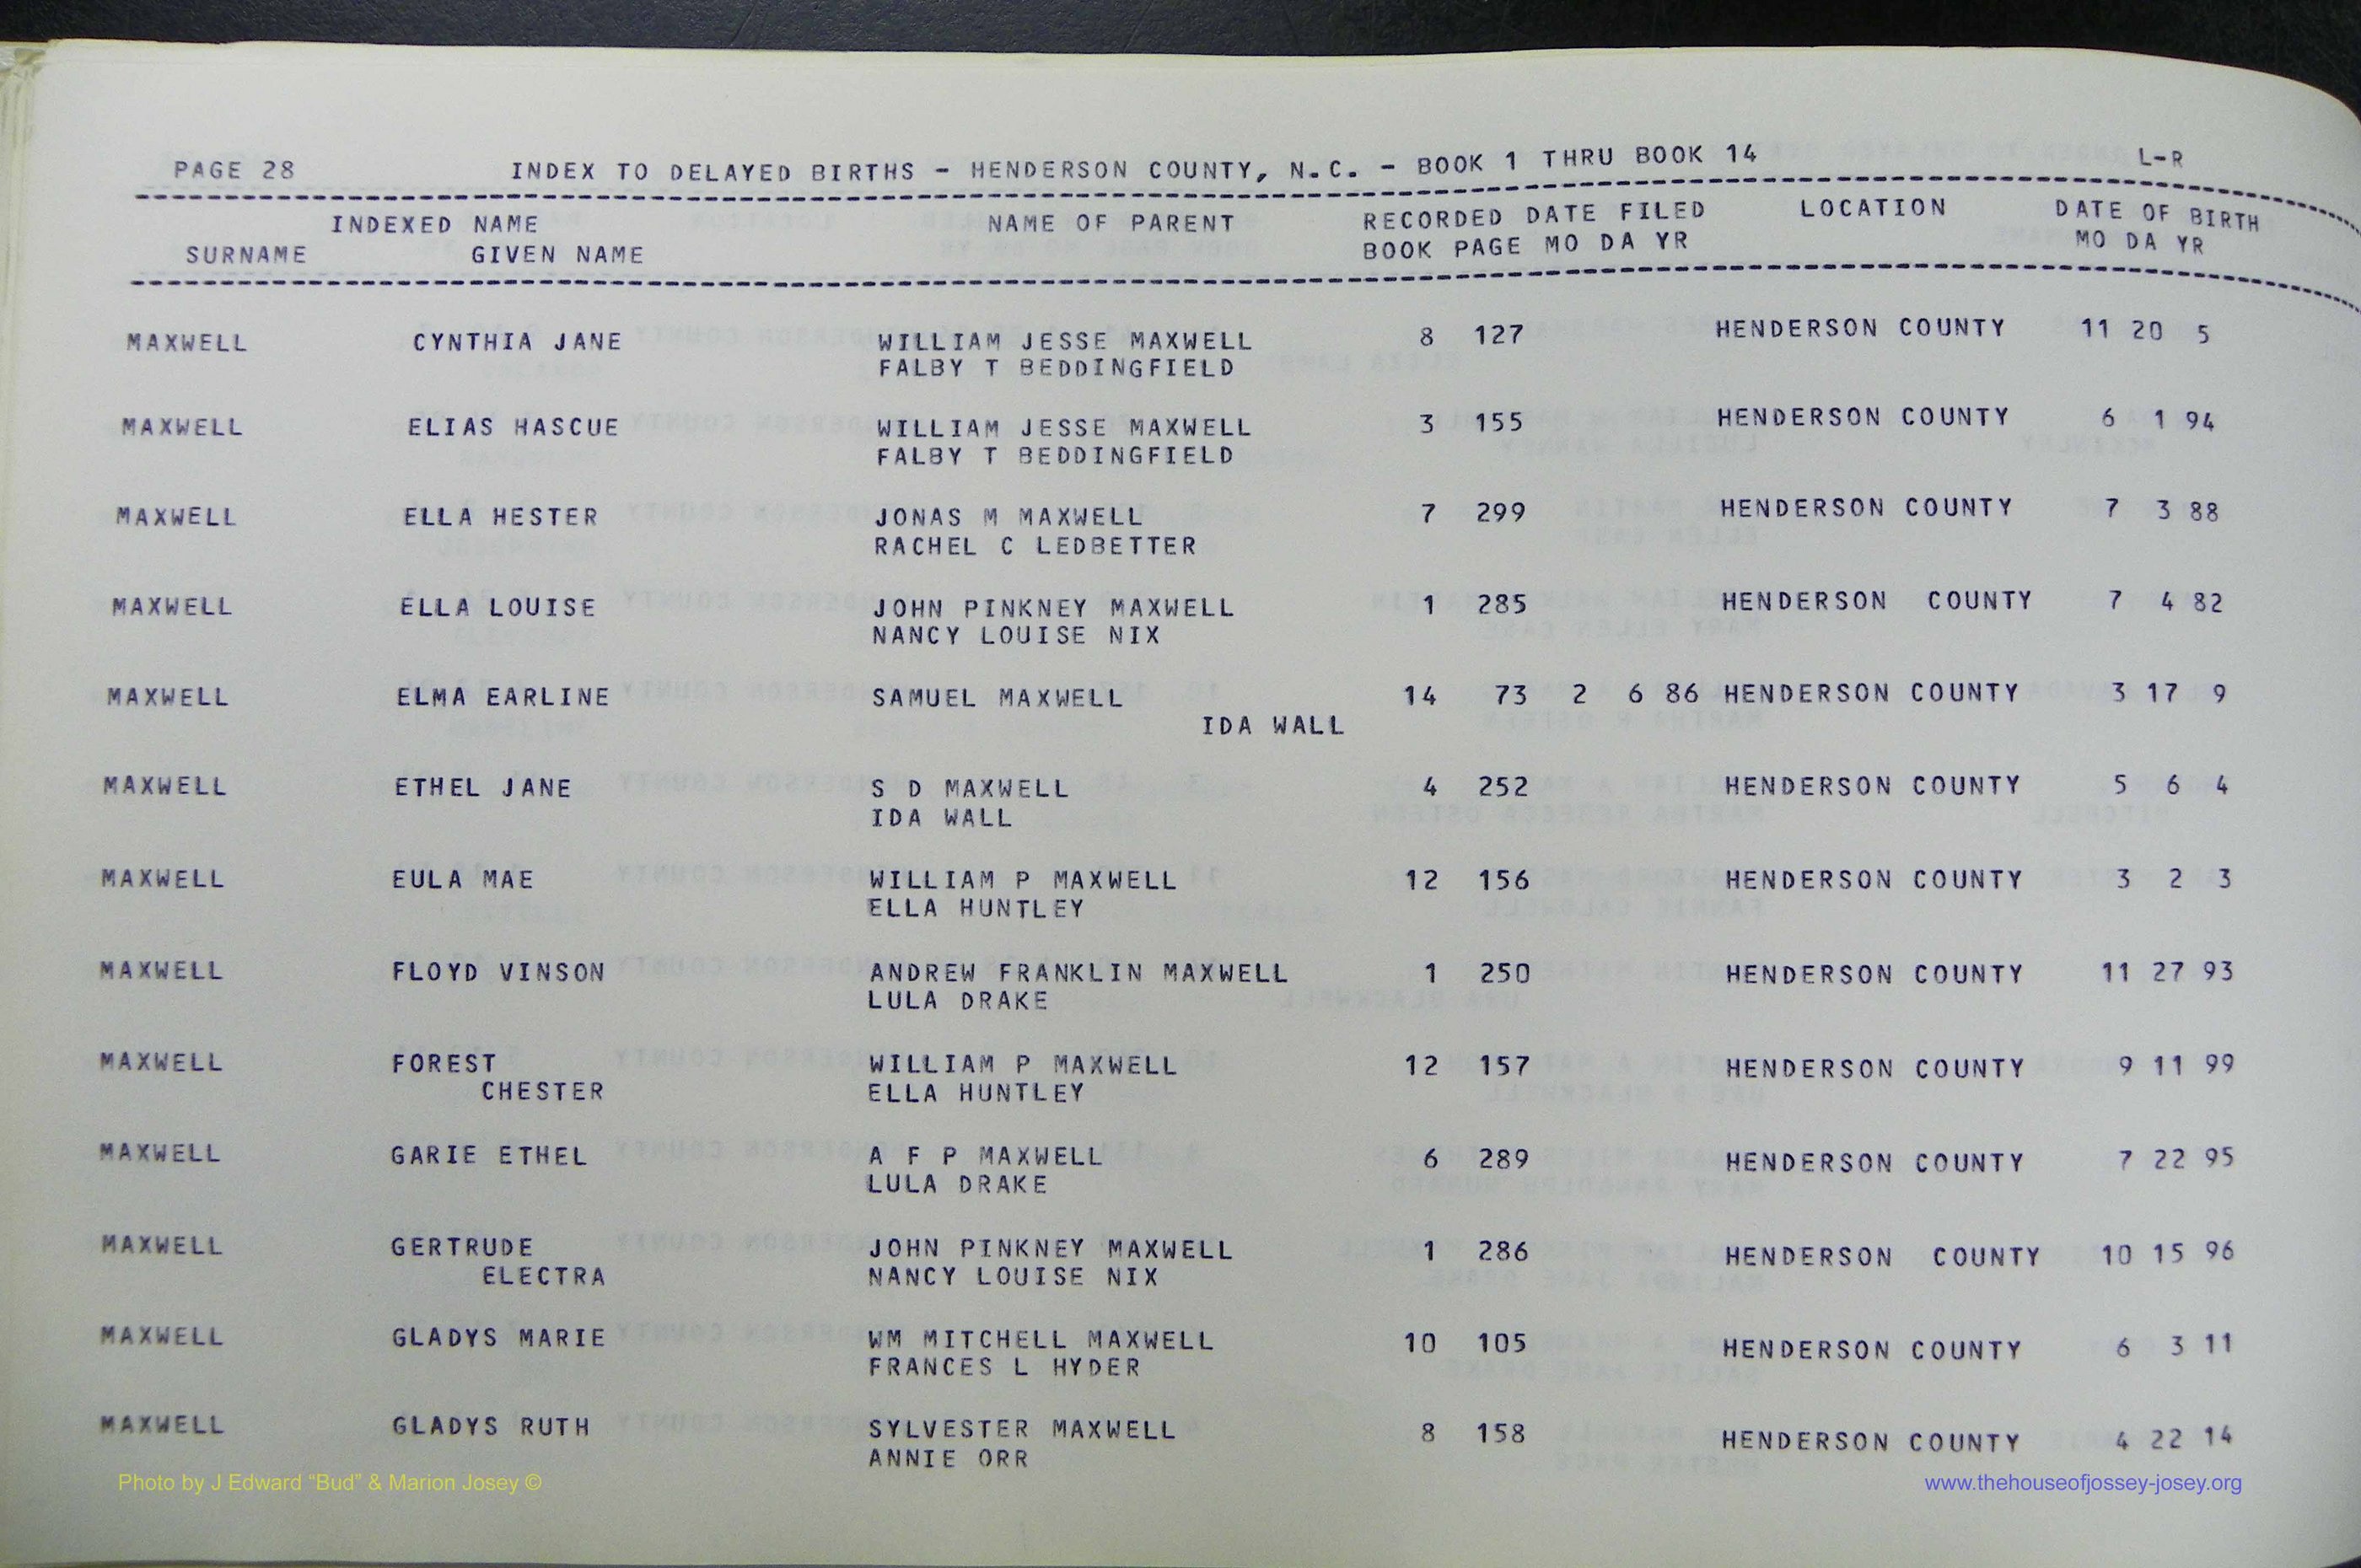 PAGE 28 INDEX TO DELAYED BIRTHS - HENDERSON COUNTY, N.C. - BOOK 1 THRU BOOK 14 L-R
INDEXED NAME NAME OF PARENT RECORDED DATE FILED LOCATION DATE OF BIRTH
SURNAME GIVEN NAME BOOK PAGE MO DA YR MO DA YR
MAXWELL CYNTHIA JANE WILLIAM JESSE MAXWELL 8 127 HENDERSON COUNTY 11 20 5
FALBY T BEDDINGFIELD
MAXWELL ELIAS HASCUE WILLIAM JESSE MAXWELL 3 155 HENDERSON COUNTY 6 1 94
FALBY T BEDDINGFIELD
MAXWELL ELLA HESTER JONAS M MAXWELL 7 299 HENDERSON COUNTY 7 3 88
RACHEL C LEDBETTER
MAXWELL ELLA LOUISE JOHN PINKNEY MAXWELL 1 285 HENDERSON COUNTY 7 4 82
NANCY LOUISE NIX
MAXWELL ELMA EARLINE SAMUEL MAXWELL 14 73 2 6 86 HENDERSON COUNTY 3 17 9
IDA WALL
MAXWELL ETHEL JANE S D MAXWELL 4 252 HENDERSON COUNTY 5 6 4
IDA WALL
MAXWELL EULA MAE WILLIAM P MAXWELL 12 156 HENDERSON COUNTY 3 2 3
ELLA HUNTLEY
MAXWELL FLOYD VINSON ANDREW FRANKLIN MAXWELL 1 250 HENDERSON COUNTY 11 27 93
LULA DRAKE
MAXWELL FOREST WILLIAM P MAXWELL 12 157 HENDERSON COUNTY 9 11 99
CHESTER ELLA HUNTLEY
MAXWELL GARIE ETHEL A F P MAXWELL 6 289 HENDERSON COUNTY 7 22 95
LULA DRAKE
MAXWELL GERTRUDE JOHN PINKNEY MAXWELL 1 286 HENDERSON COUNTY 10 15 96
ELECTRA NANCY LOUISE NIX
MAXWELL GLADYS MARIE WM MITCHELL MAXWELL 10 105 HENDERSON COUNTY 6 3 11
FRANCES L HYDER
MAXWELL GLADYS RUTH SYLVESTER MAXWELL 8 158 HENDERSON COUNTY 4 22 14
ANNIE ORR
Photo by J Edward “Bud” & Marion Josey © www.thehouseofjossey-josey.org